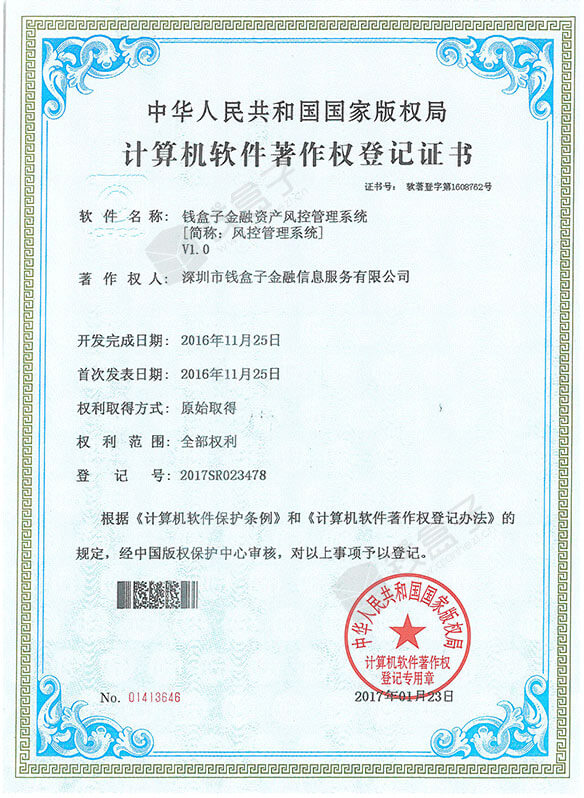 中华人民共和国国家版权局
计算机软件著作权登记证书
证书号: 软著登字第1608762号
软件名称: 钱盒子金融资产风控管理系统
[简称: 风控管理系统]
V1.0
著作权人: 深圳市钱盒子金融信息服务有限公司
开发完成日期: 2016年11月25日
首次发表日期: 2016年11月25日
权利取得方式: 原始取得
权利范围: 全部权利
登记号: 2017SR023478
根据《计算机软件保护条例》和《计算机软件著作权登记办法》的
规定,经中国版权保护中心审核,对以上事项予以登记。
中华人民共和国国家版权局
计算机软件著作权
登记专用章
No. 01413646
2017年01月23日
钱盒子
钱盒子